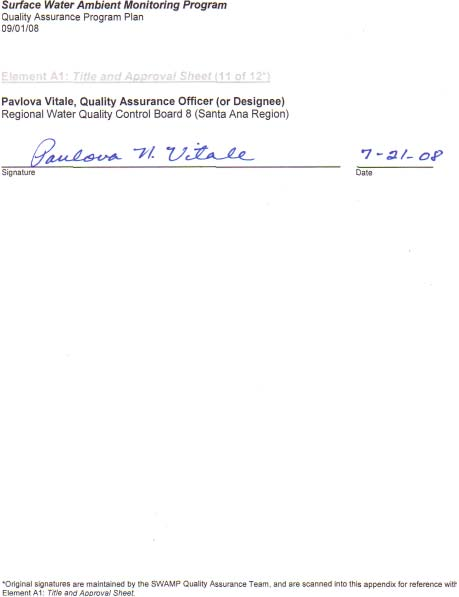 Surface Water Ambient Monitoring Program
Quality Assurance Program Plan
09/01/08
Element A1: Title and Approval Sheet (11 of 12*)
Pavlova Vitale, Quality Assurance Officer (or Designee)
Regional Water Quality Control Board 8 (Santa Ana Region)
Pavlova N. Vitale 7-21-08
Signature Date
*Original signatures are maintained by the SWAMP Quality Assurance Team, and are scanned into this appendix for reference with
Element A1: Title and Approval Sheet.